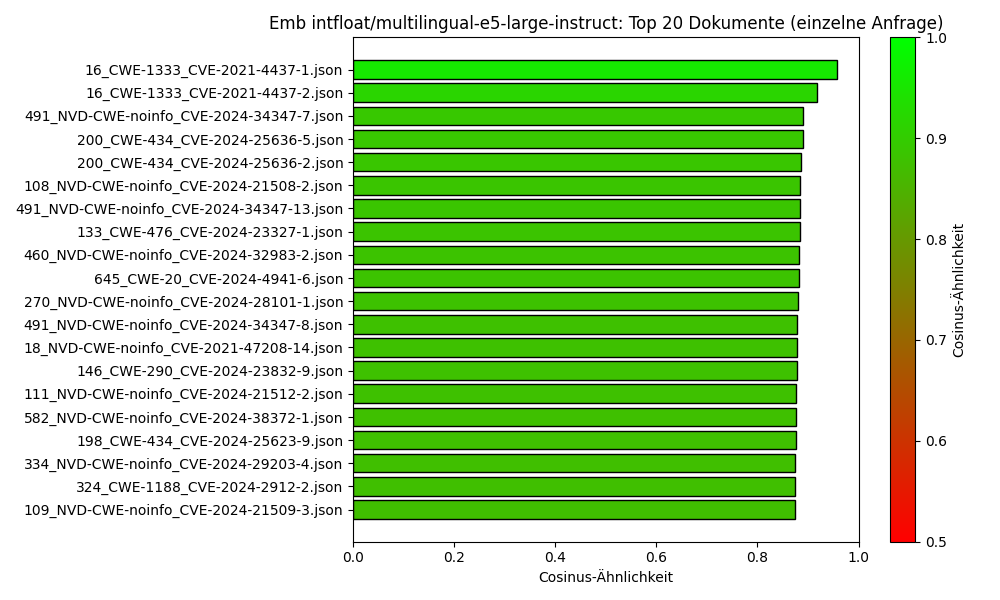 Emb intfloat/multilingual-e5-large-instruct: Top 20 Dokumente (einzelne Anfrage)
16_CWE-1333_CVE-2021-4437-1.json
16_CWE-1333_CVE-2021-4437-2.json
491_NVD-CWE-noinfo_CVE-2024-34347-7.json
200_CWE-434_CVE-2024-25636-5.json
200_CWE-434_CVE-2024-25636-2.json
108_NVD-CWE-noinfo_CVE-2024-21508-2.json
491_NVD-CWE-noinfo_CVE-2024-34347-13.json
133_CWE-476_CVE-2024-23327-1.json
460_NVD-CWE-noinfo_CVE-2024-32983-2.json
645_CWE-20_CVE-2024-4941-6.json
270_NVD-CWE-noinfo_CVE-2024-28101-1.json
491_NVD-CWE-noinfo_CVE-2024-34347-8.json
18_NVD-CWE-noinfo_CVE-2021-47208-14.json
146_CWE-290_CVE-2024-23832-9.json
111_NVD-CWE-noinfo_CVE-2024-21512-2.json
582_NVD-CWE-noinfo_CVE-2024-38372-1.json
198_CWE-434_CVE-2024-25623-9.json
334_NVD-CWE-noinfo_CVE-2024-29203-4.json
324_CWE-1188_CVE-2024-2912-2.json
109_NVD-CWE-noinfo_CVE-2024-21509-3.json
0.0 0.2 0.4 0.6 0.8 1.0
Cosinus-Ähnlichkeit
1.0
0.9
0.8
0.7
0.6
0.5
Cosinus-Ähnlichkeit